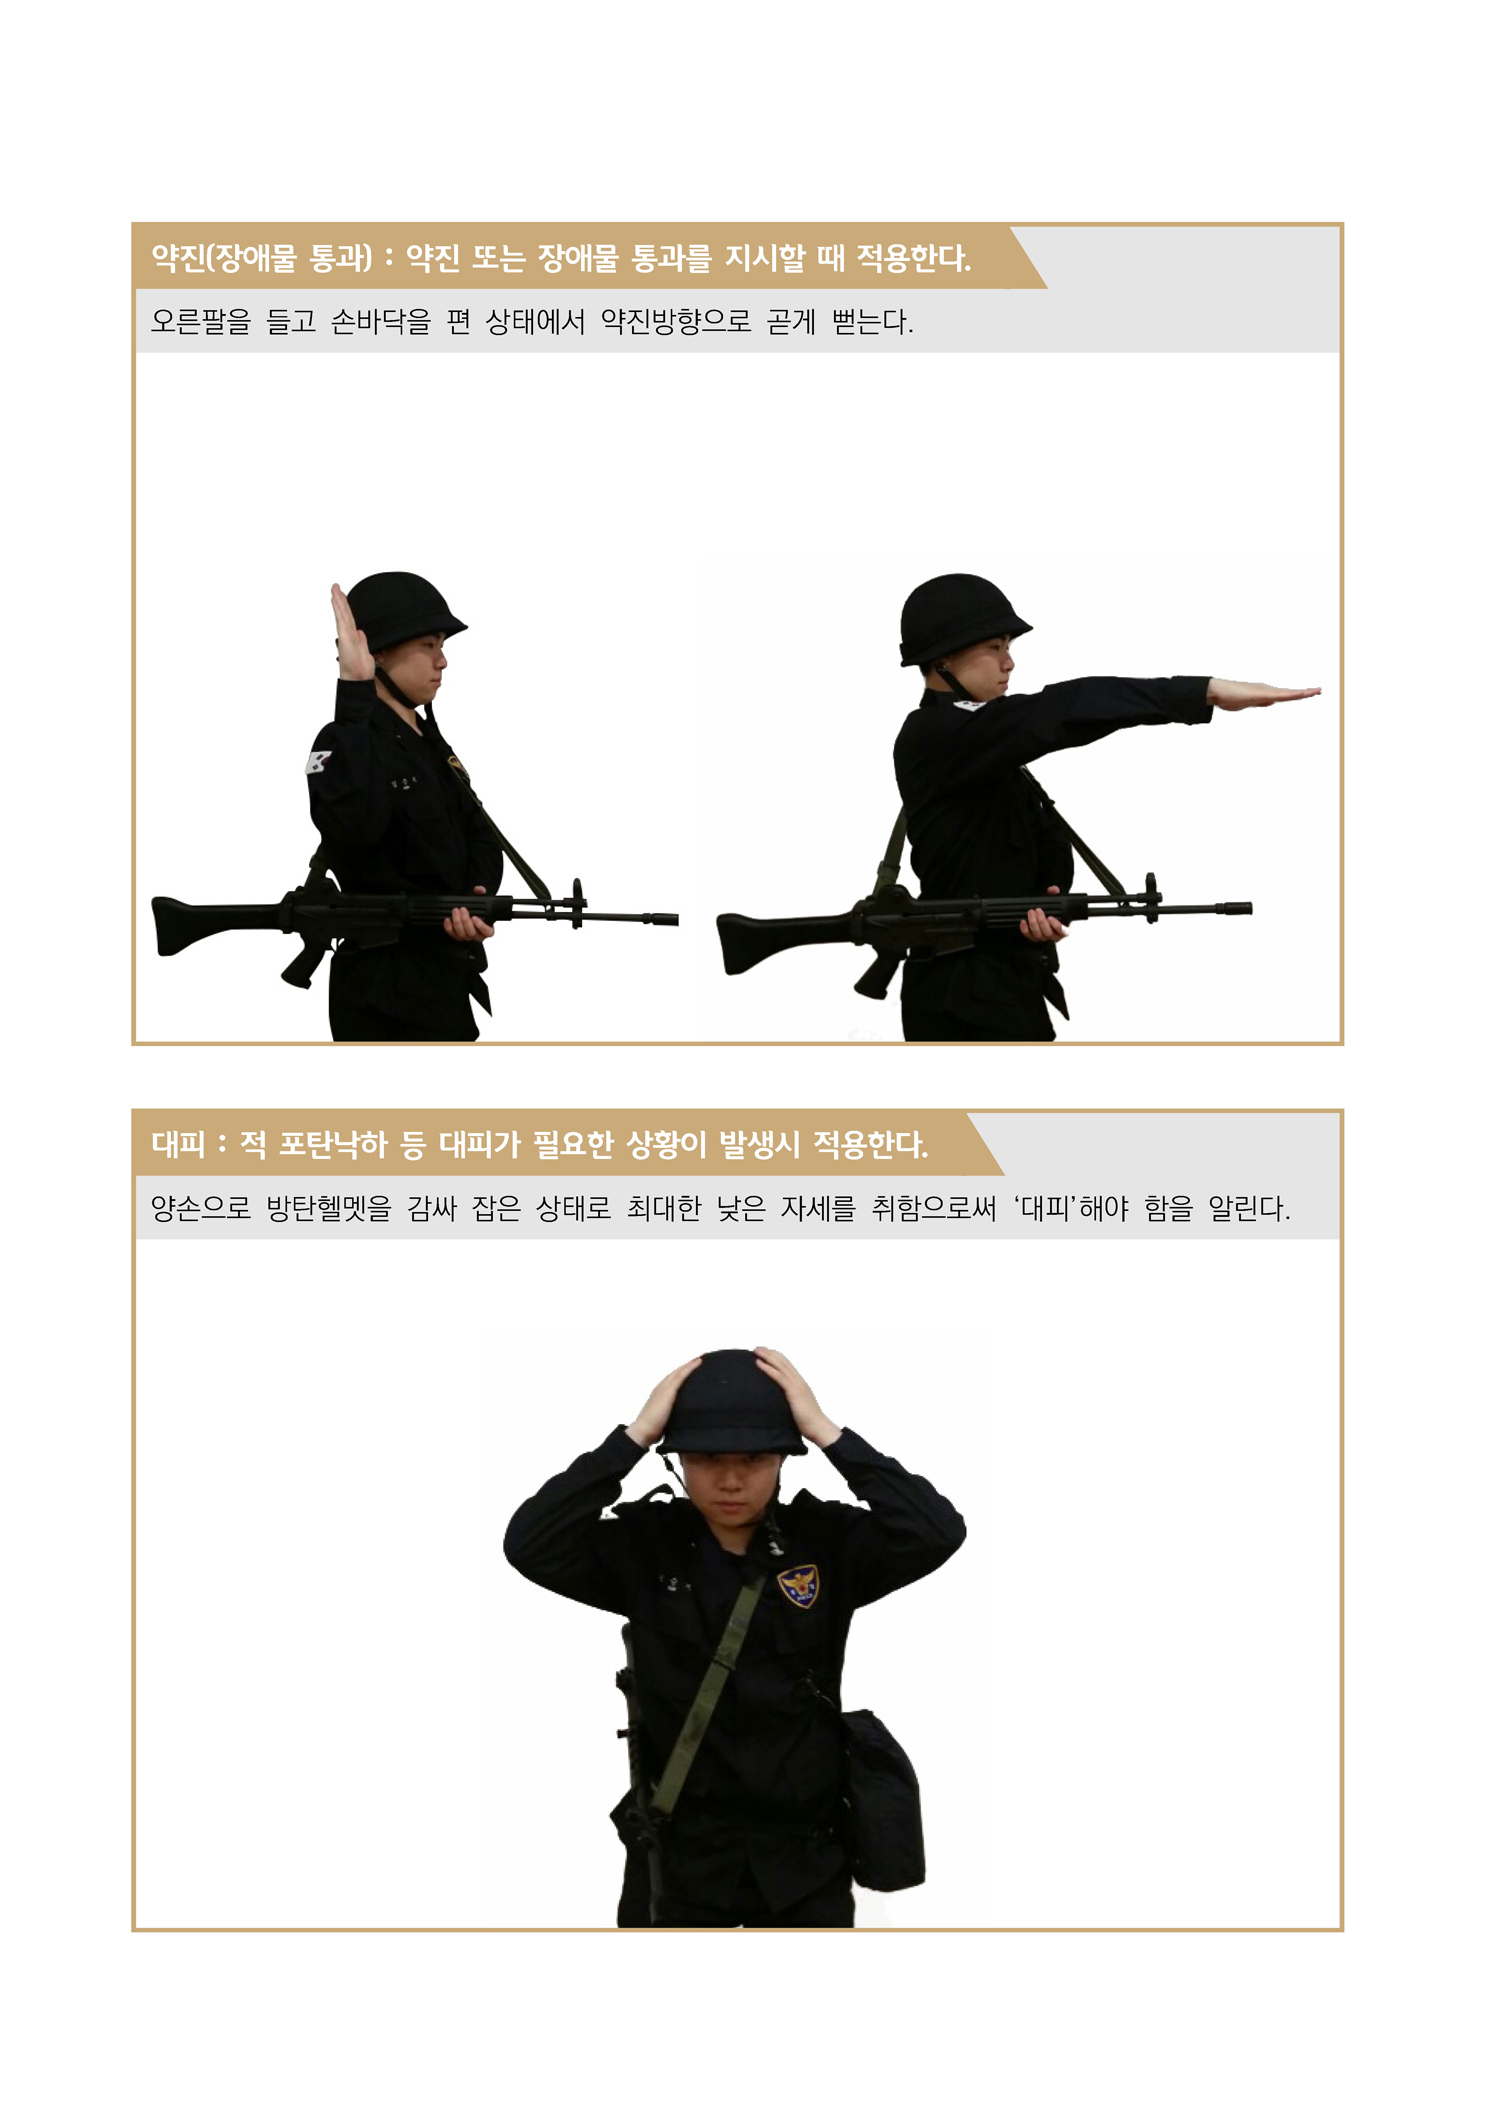 약진(장애물 통과) : 약진 또는 장애물 통과를 지시할 때 적용한다.
오른팔을 들고 손바닥을 편 상태에서 약진방향으로 곧게 뻗는다.
대피 : 적 포탄낙하 등 대피가 필요한 상황이 발생시 적용한다.
양손으로 방탄헬멧을 감싸 잡은 상태로 최대한 낮은 자세를 취함으로써 ‘대피’해야 함을 알린다.